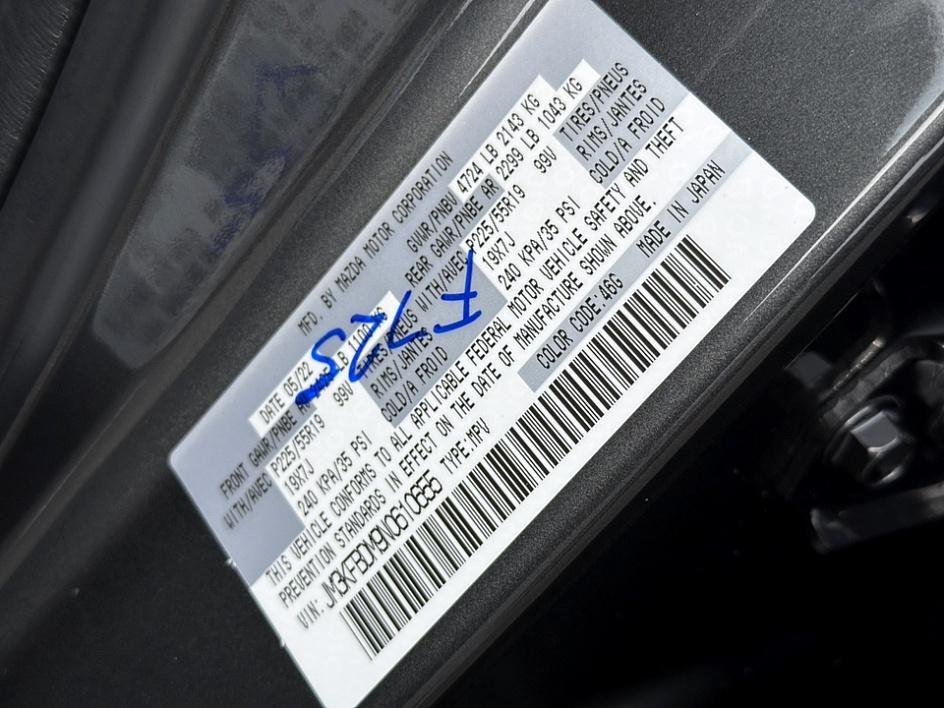 MFD. BY MAZDA MOTOR CORPORATION
DATE 05/22 GVWR/PNBV 4724 LB 2143 KG
FRONT GAWR/PNBE LB 1100 KG REAR GAWR/PNBE AR 2299 LB 1043 KG
WITH/AVEC P225/55R19 99V TIRES/PNEUS WITH/AVEC P225/55R19 99V TIRES/PNEUS
19X7J RIMS/JANTES 19X7J RIMS/JANTES
240 KPA/35 PSI COLD/A FROID 240 KPA/35 PSI COLD/A FROID
THIS VEHICLE CONFORMS TO ALL APPLICABLE FEDERAL MOTOR VEHICLE SAFETY AND THEFT
PREVENTION STANDARDS IN EFFECT ON THE DATE OF MANUFACTURE SHOWN ABOVE.
VIN: JM3KFBDM9N0610655 TYPE:MPV COLOR CODE:46G MADE IN JAPAN